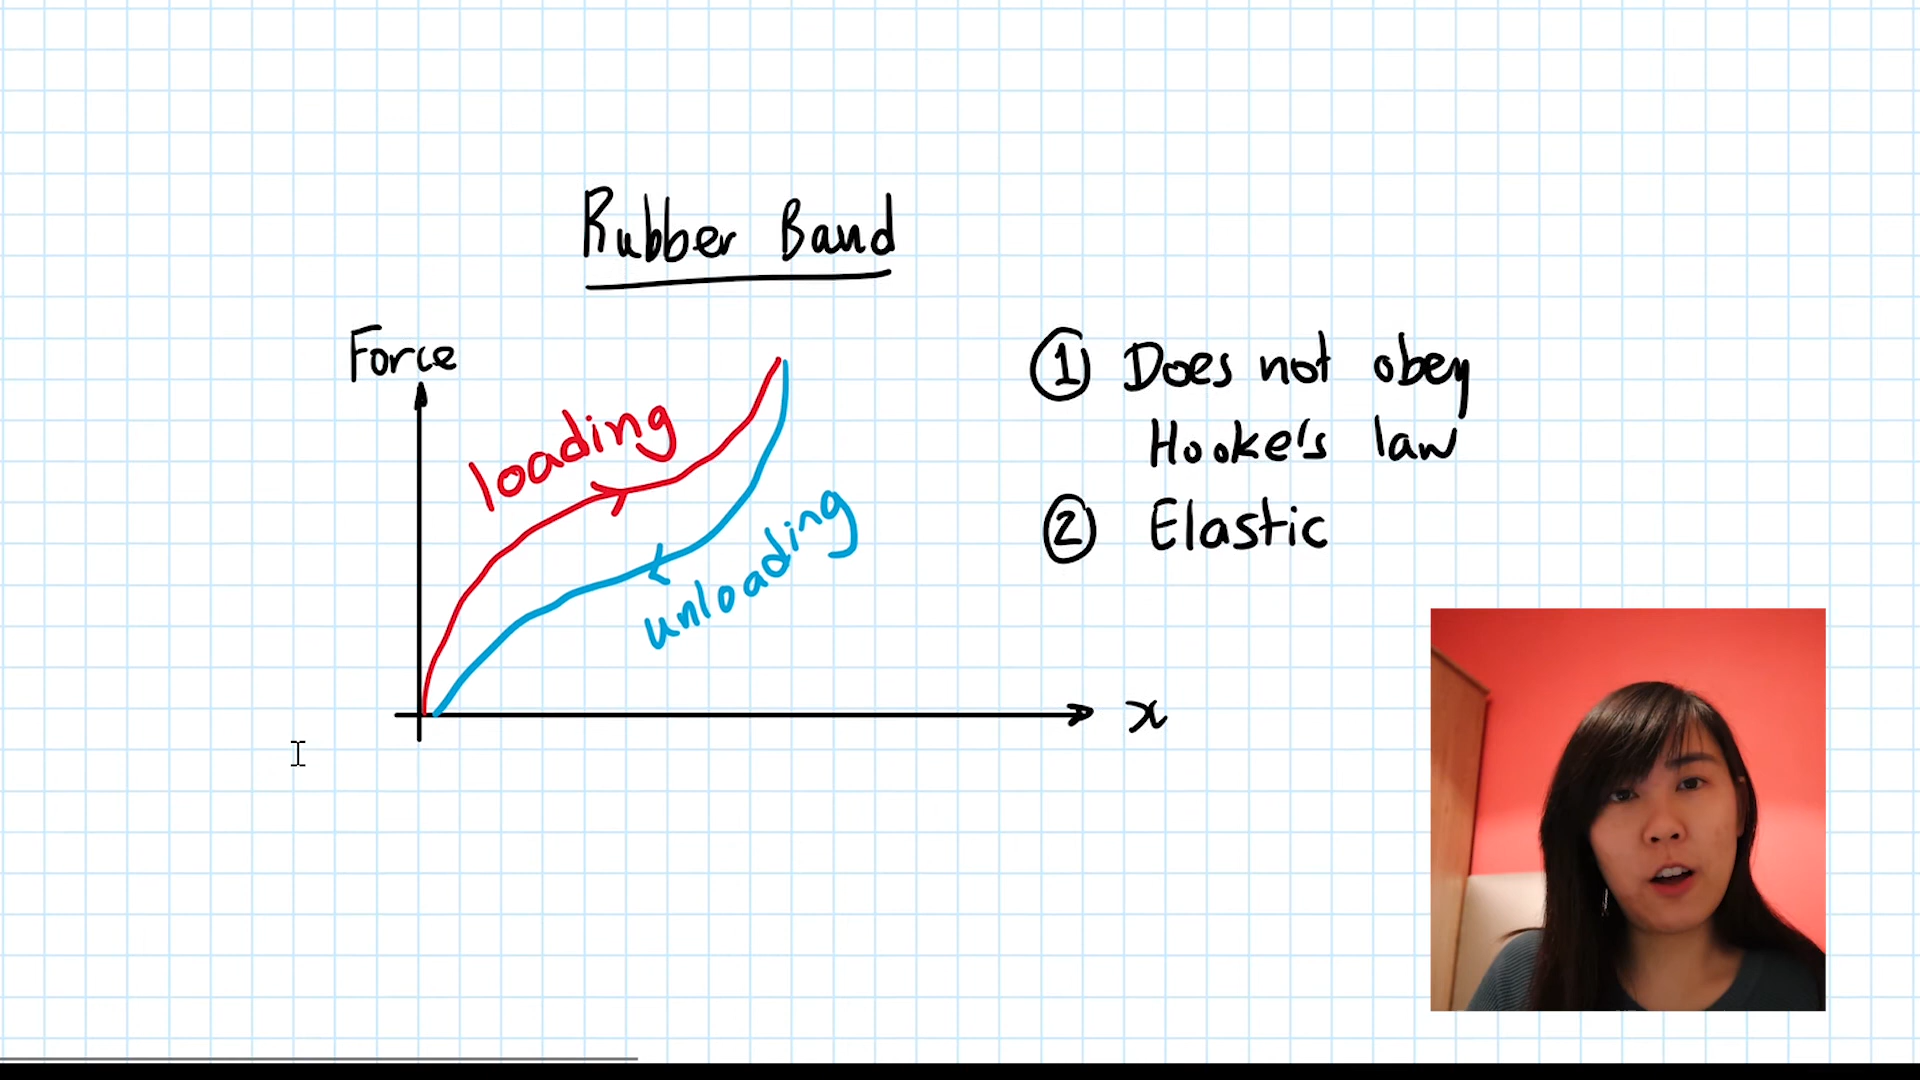 Rubber Band
Force
loading
unloading
x
① Does not obey
Hooke's law
② Elastic